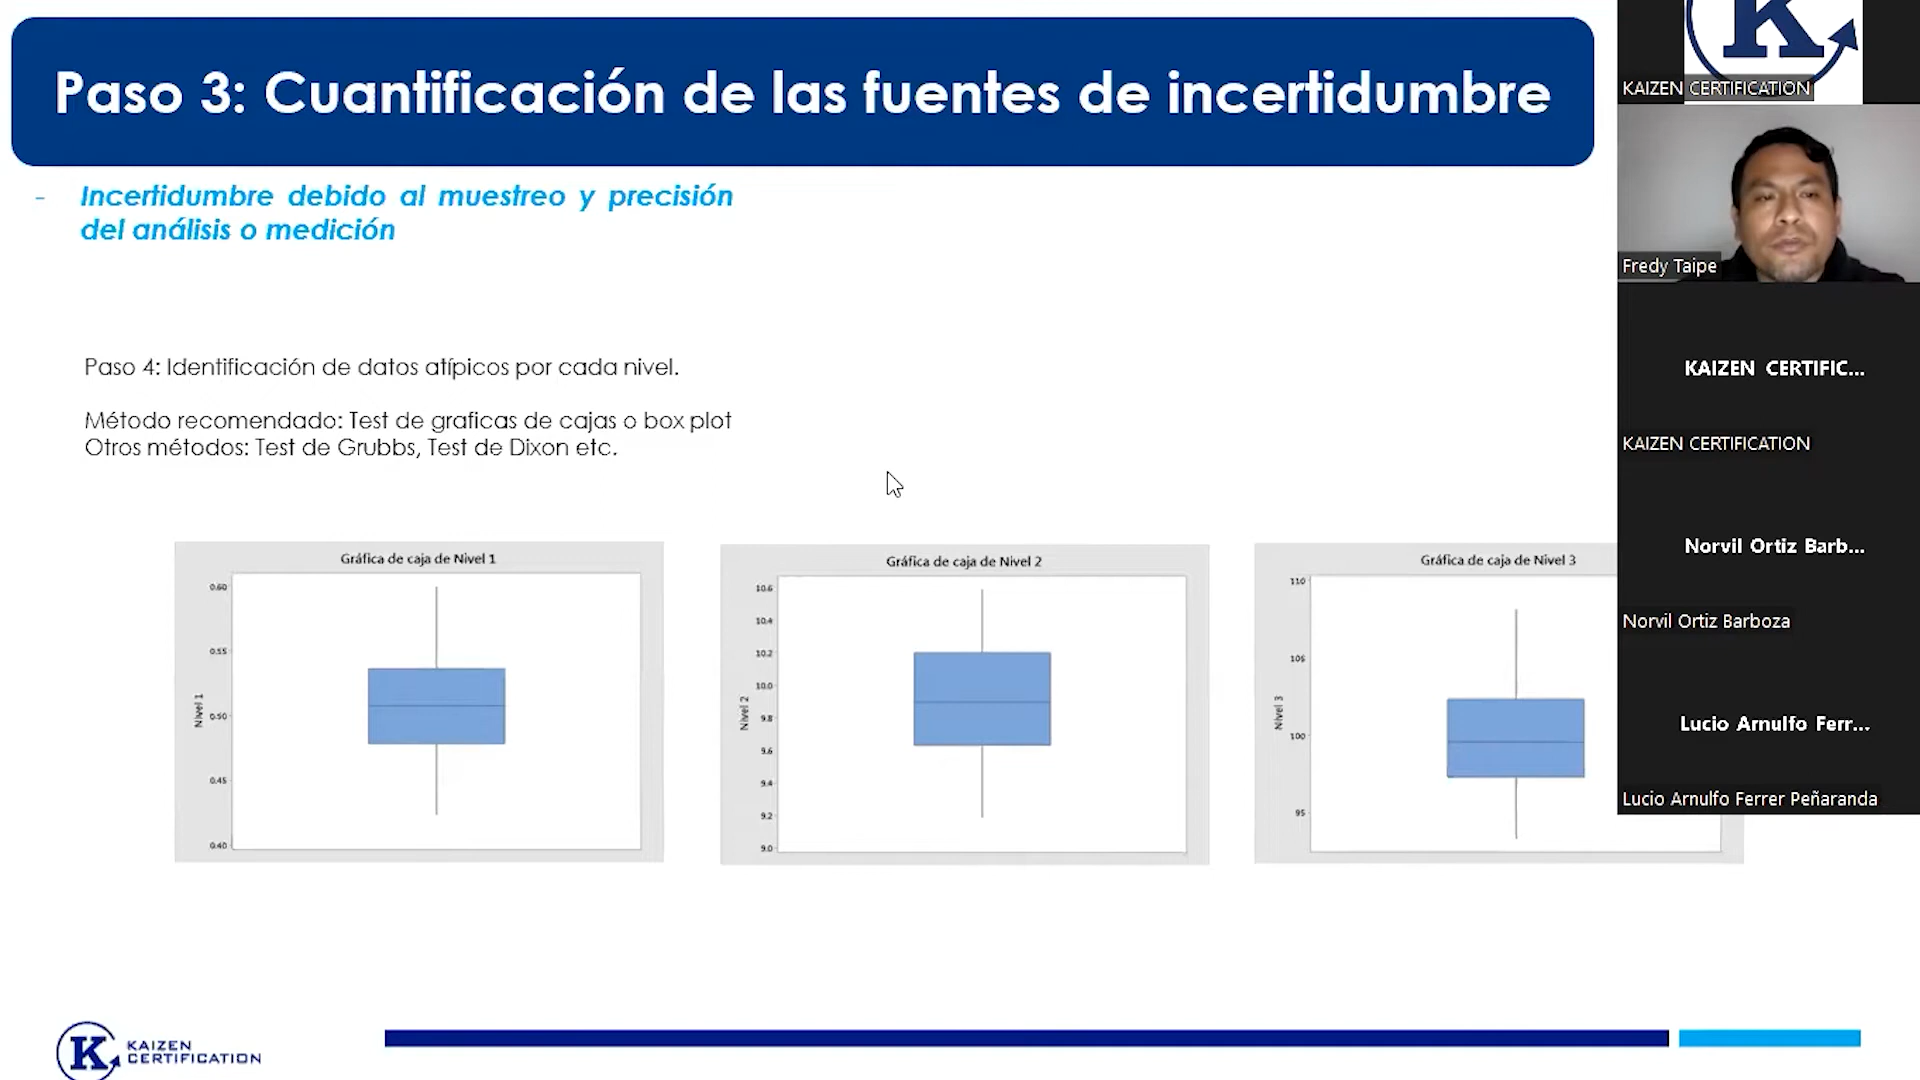 Paso 3: Cuantificación de las fuentes de incertidumbre
- Incertidumbre debido al muestreo y precisión
del análisis o medición
Paso 4: Identificación de datos atípicos por cada nivel.
Método recomendado: Test de graficas de cajas o box plot
Otros métodos: Test de Grubbs, Test de Dixon etc.
Gráfica de caja de Nivel 1
0.60
0.55
0.50
0.45
0.40
Nivel 1
Gráfica de caja de Nivel 2
10.6
10.4
10.2
10.0
9.8
9.6
9.4
9.2
9.0
Nivel 2
Gráfica de caja de Nivel 3
110
105
100
95
Nivel 3
K
KAIZEN
CERTIFICATION
K
KAIZEN CERTIFICATION
Fredy Taipe
KAIZEN CERTIFIC...
KAIZEN CERTIFICATION
Norvil Ortiz Barb...
Norvil Ortiz Barboza
Lucio Arnulfo Ferr...
Lucio Arnulfo Ferrer Peñaranda